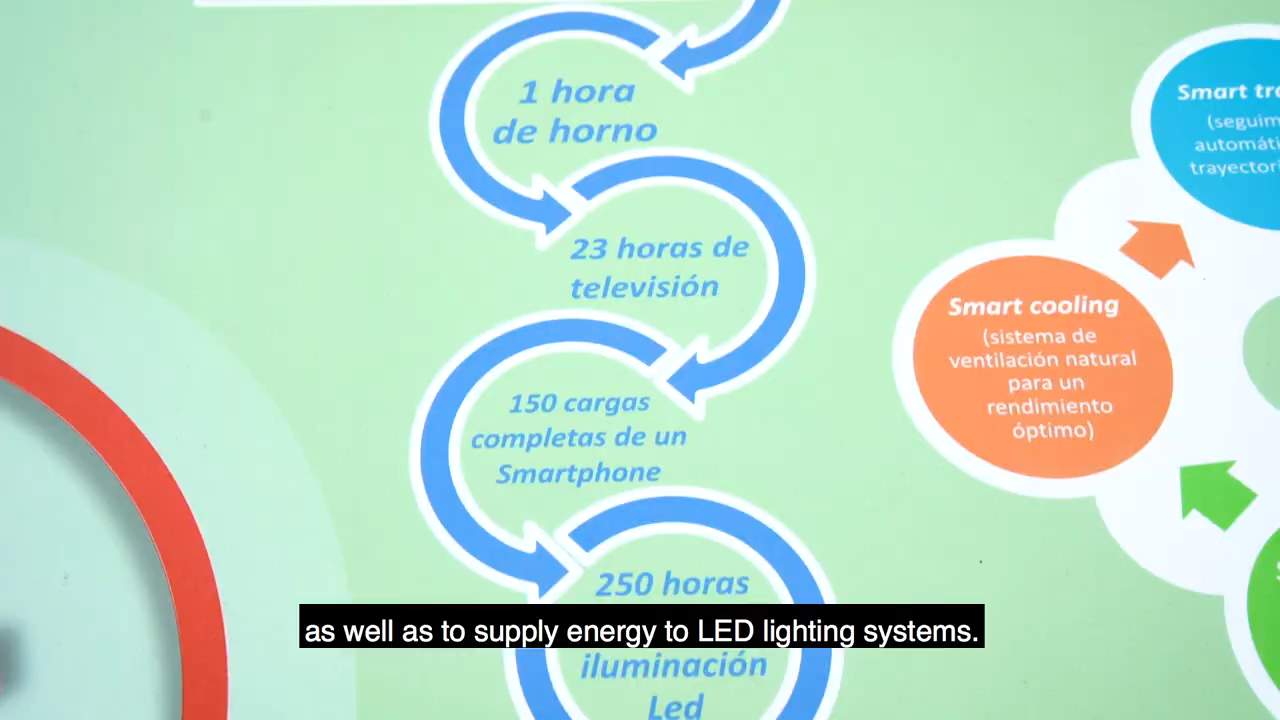 1 hora
de horno
23 horas de
televisión
150 cargas
completas de un
Smartphone
250 horas
iluminación
Led
Smart
(seguim
automáti
trayector
Smart cooling
(sistema de
ventilación natural
para un
rendimiento
óptimo)
as well as to supply energy to LED lighting systems.